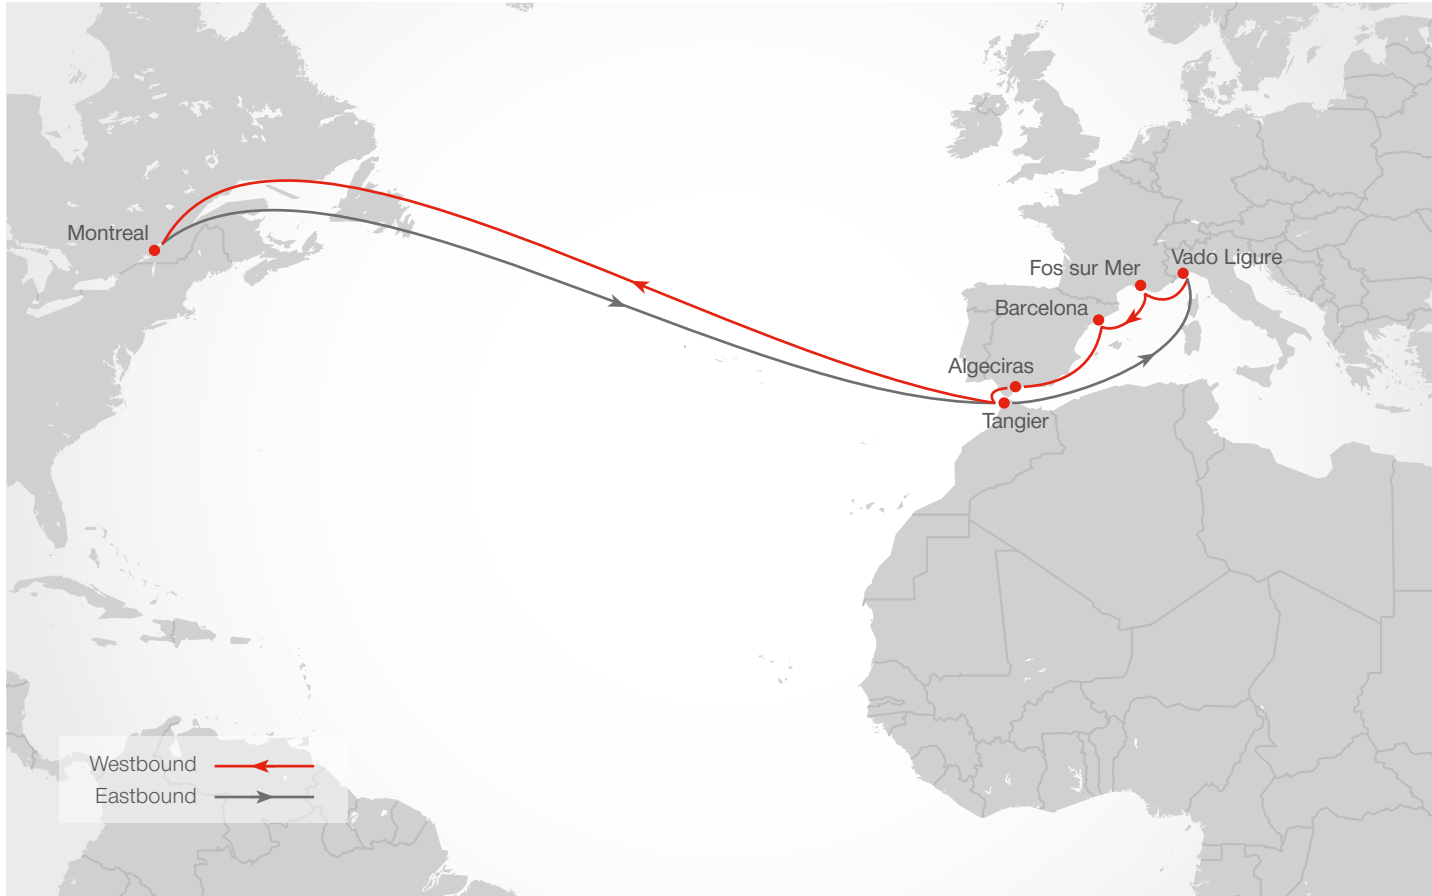 Montreal
Vado Ligure
Fos sur Mer
Barcelona
Algeciras
Tangier
Westbound
Eastbound